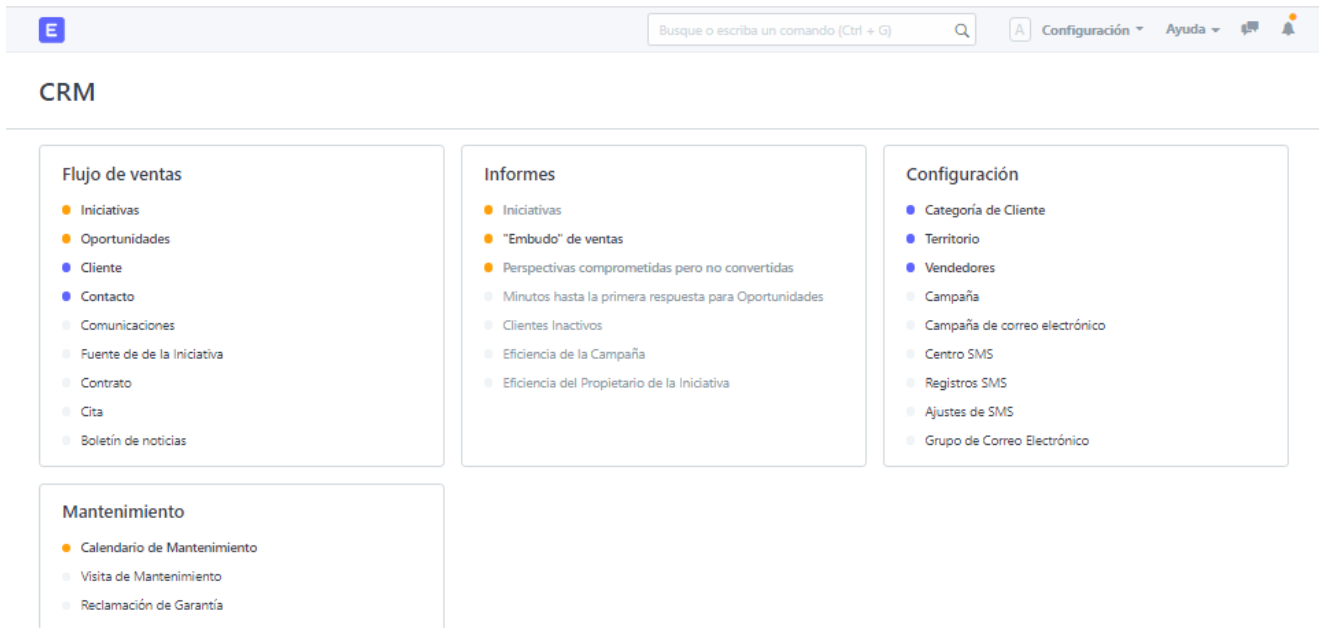 E
Busque o escriba un comando (Ctrl + G)
A
Configuración
Ayuda
CRM
Flujo de ventas
Iniciativas
Oportunidades
Cliente
Contacto
Comunicaciones
Fuente de de la Iniciativa
Contrato
Cita
Boletín de noticias
Informes
Iniciativas
"Embudo" de ventas
Perspectivas comprometidas pero no convertidas
Minutos hasta la primera respuesta para Oportunidades
Clientes Inactivos
Eficiencia de la Campaña
Eficiencia del Propietario de la Iniciativa
Configuración
Categoría de Cliente
Territorio
Vendedores
Campaña
Campaña de correo electrónico
Centro SMS
Registros SMS
Ajustes de SMS
Grupo de Correo Electrónico
Mantenimiento
Calendario de Mantenimiento
Visita de Mantenimiento
Reclamación de Garantía